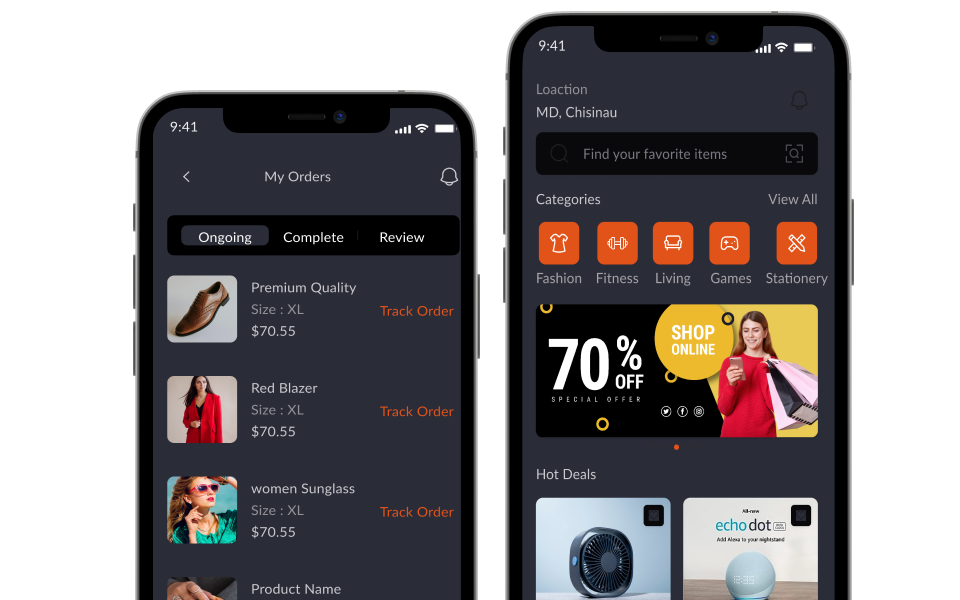 9:41
My Orders
Ongoing Complete Review
Premium Quality
Size : XL
$70.55
Track Order
Red Blazer
Size : XL
$70.55
Track Order
women Sunglass
Size : XL
$70.55
Track Order
Product Name
9:41
Loaction
MD, Chisinau
Find your favorite items
Categories View All
Fashion Fitness Living Games Stationery
70% OFF
SPECIAL OFFER
SHOP
ONLINE
Hot Deals
All-new
echo dot
Add Alexa to your nightstand